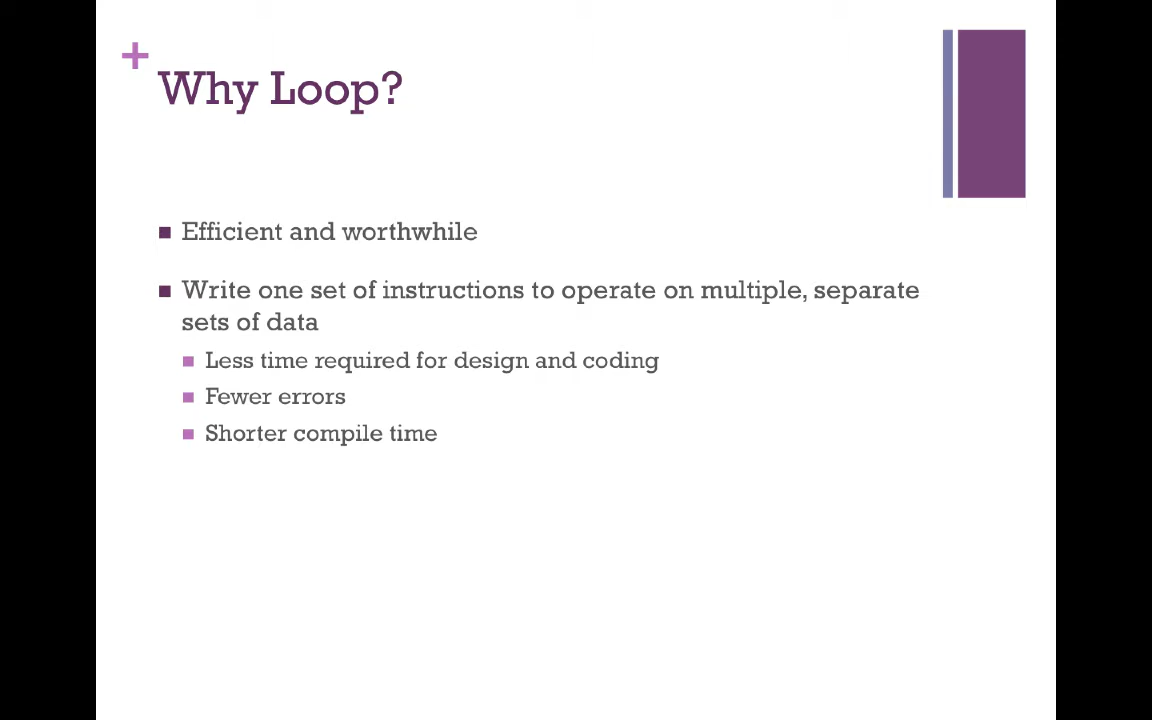 +
Why Loop?
Efficient and worthwhile
Write one set of instructions to operate on multiple, separate
sets of data
Less time required for design and coding
Fewer errors
Shorter compile time